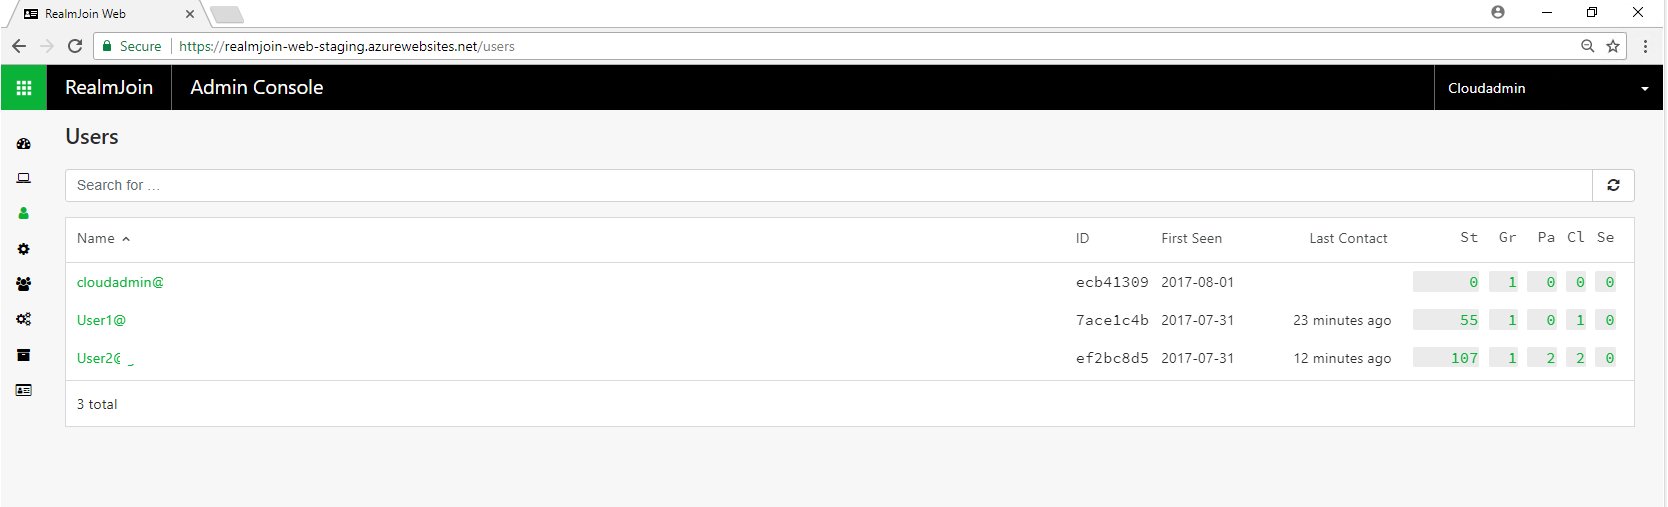 RealmJoin Web
Secure https://realmjoin-web-staging.azurewebsites.net/users
RealmJoin Admin Console Cloudadmin
Users
Search for ...
Name ID First Seen Last Contact St Gr Pa Cl Se
cloudadmin@ ecb41309 2017-08-01 0 1 0 0 0
User1@ 7ace1c4b 2017-07-31 23 minutes ago 55 1 0 1 0
User2@ ef2bc8d5 2017-07-31 12 minutes ago 107 1 2 2 0
3 total